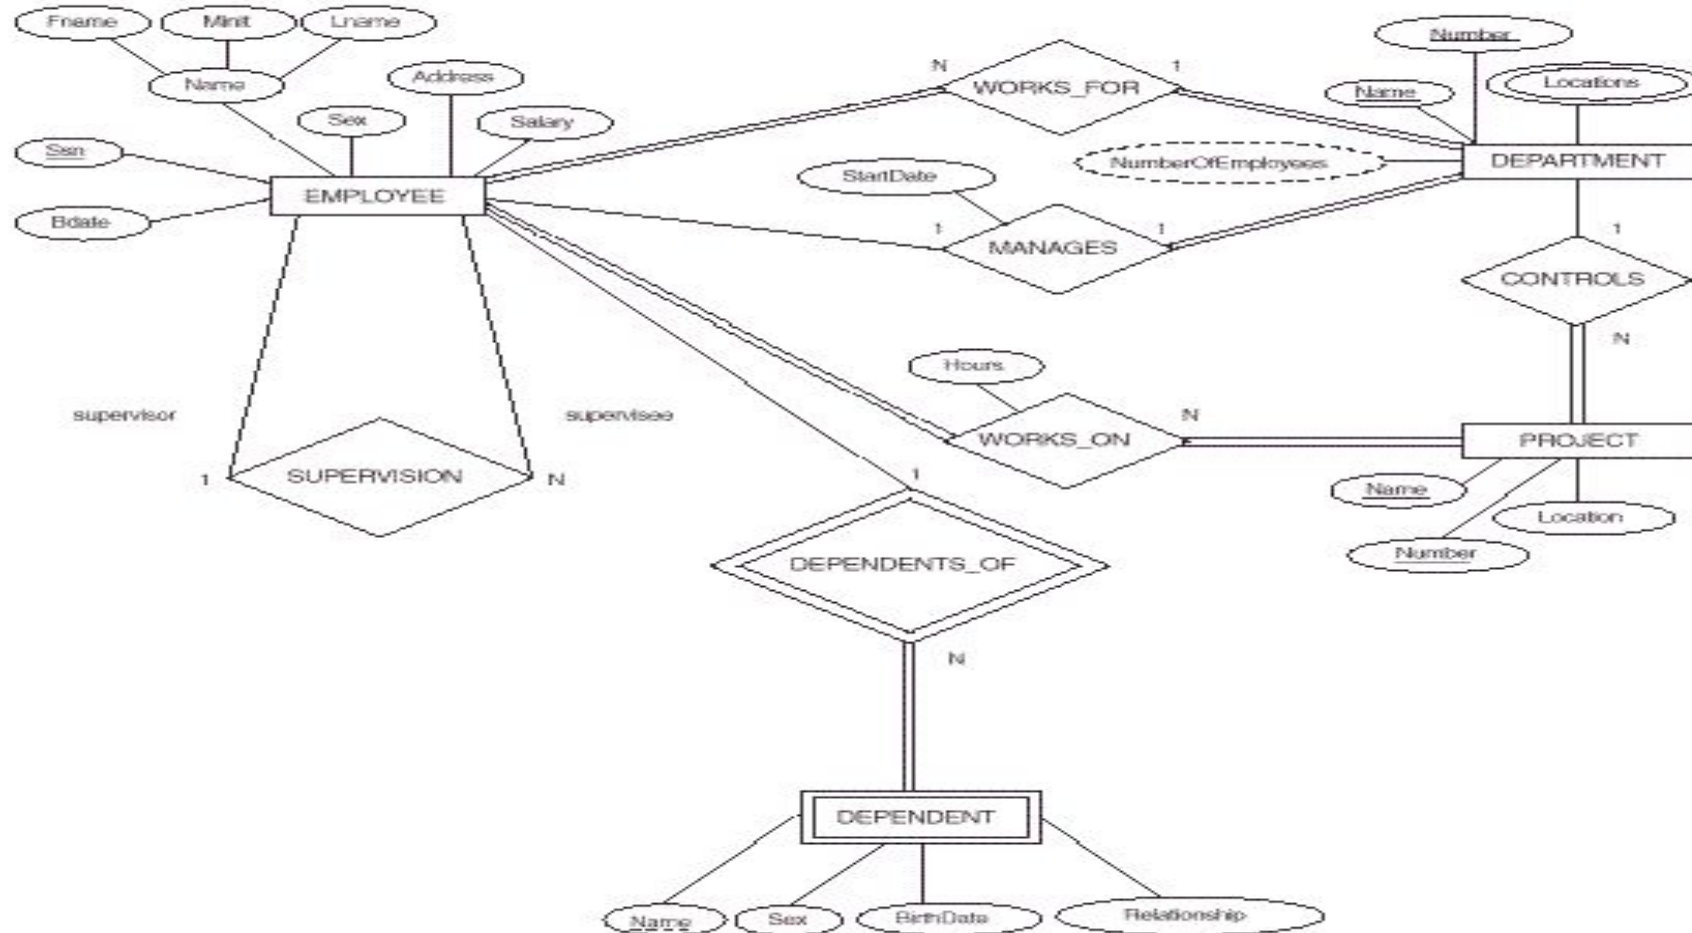 Fname
Minit
Lname
Number
Name
Address
N
1
WORKS_FOR
Name
Locations
Sex
Salary
Ssn
NumberOfEmployees
DEPARTMENT
StartDate
EMPLOYEE
Bdate
1
1
1
MANAGES
CONTROLS
N
Hours
supervisor
supervisee
N
WORKS_ON
PROJECT
1
SUPERVISION
N
1
Name
Location
Number
DEPENDENTS_OF
N
DEPENDENT
Name
Sex
BirthDate
Relationship